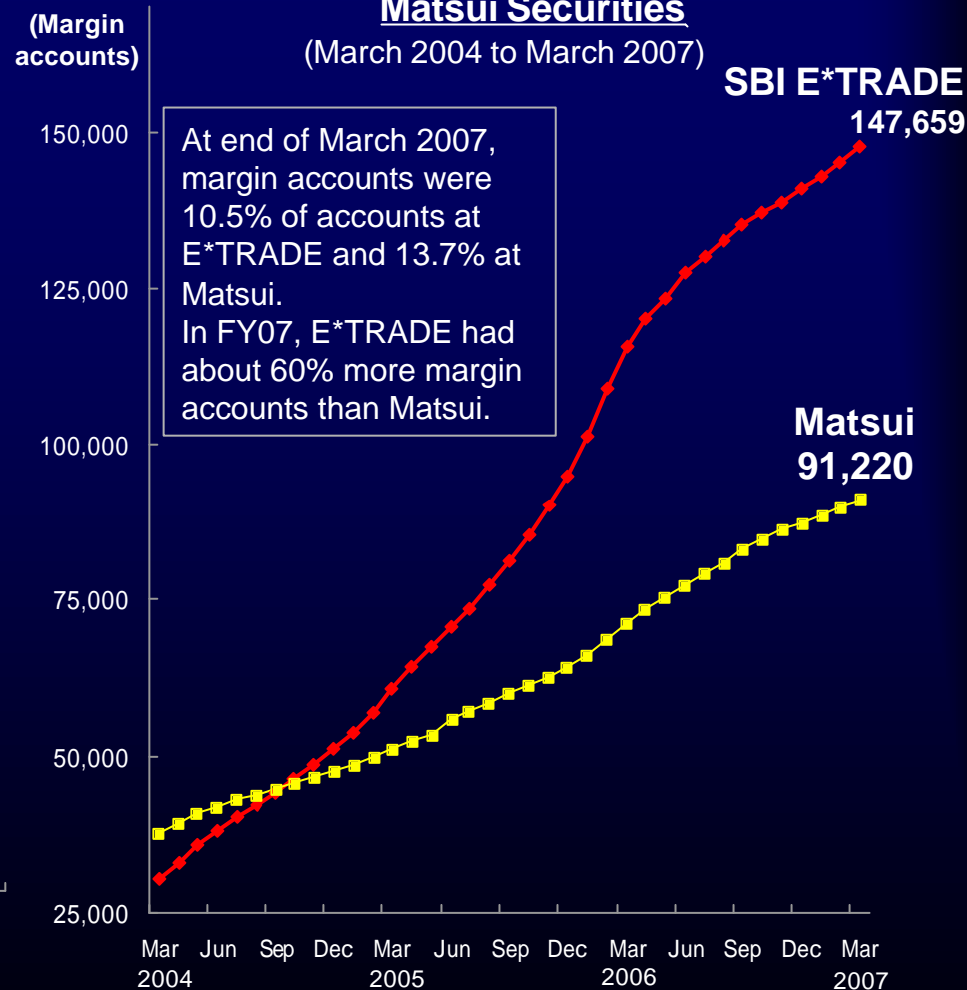 Matsui Securities
(March 2004 to March 2007)
(Margin
accounts)
SBI E*TRADE
147,659
At end of March 2007,
margin accounts were
10.5% of accounts at
E*TRADE and 13.7% at
Matsui.
In FY07, E*TRADE had
about 60% more margin
accounts than Matsui.
Matsui
91,220
150,000
125,000
100,000
75,000
50,000
25,000
Mar Jun Sep Dec Mar Jun Sep Dec Mar Jun Sep Dec Mar
2004 2005 2006 2007